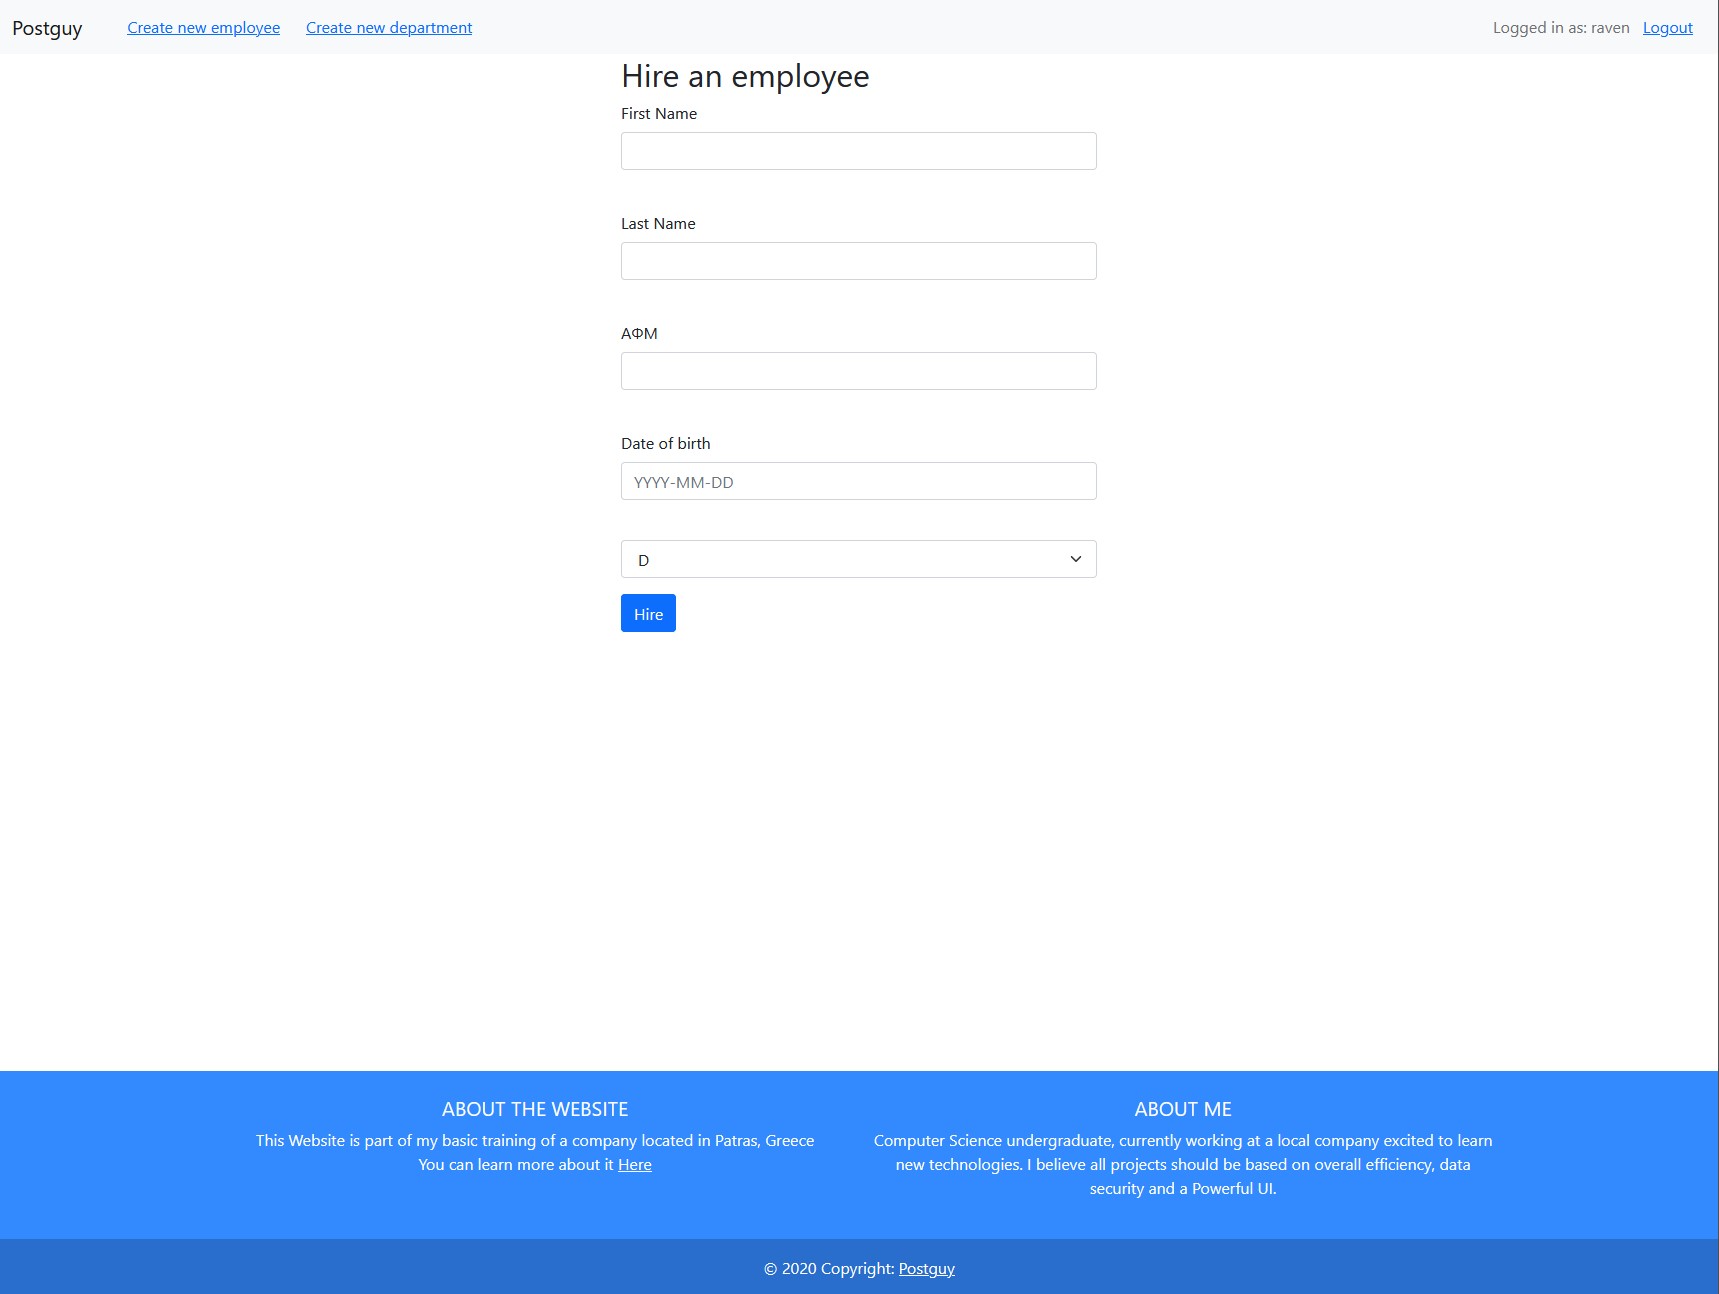 Postguy Create new employee Create new department Logged in as: raven Logout
Hire an employee
First Name
Last Name
ΑΦΜ
Date of birth
YYYY-MM-DD
D
Hire
ABOUT THE WEBSITE
This Website is part of my basic training of a company located in Patras, Greece
You can learn more about it Here
ABOUT ME
Computer Science undergraduate, currently working at a local company excited to learn
new technologies. I believe all projects should be based on overall efficiency, data
security and a Powerful UI.
© 2020 Copyright: Postguy